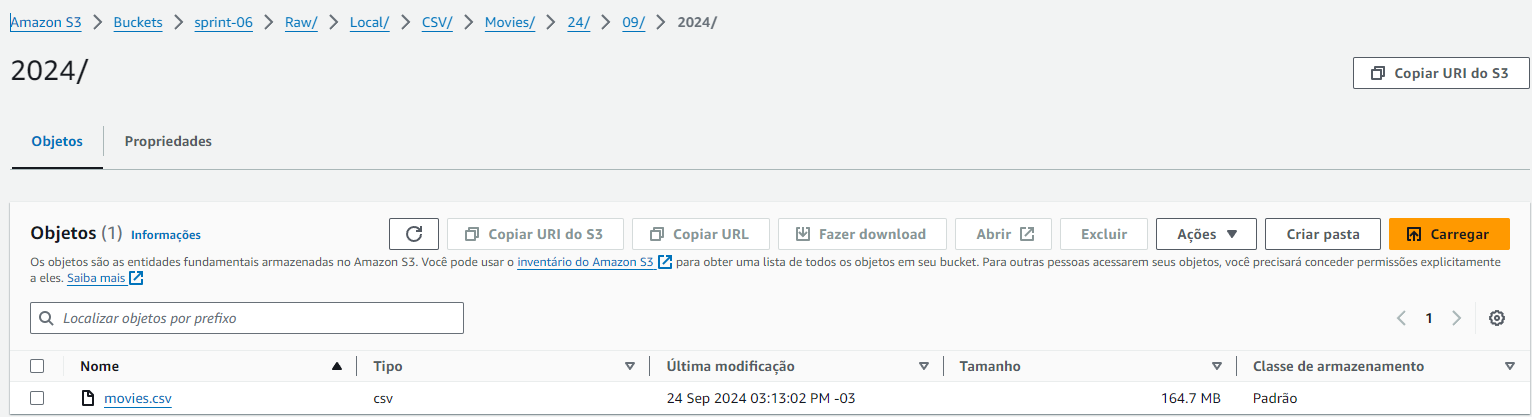 Amazon S3 > Buckets > sprint-06 > Raw/ > Local/ > CSV/ > Movies/ > 24/ > 09/ > 2024/
2024/
Copiar URI do S3
Objetos Propriedades
Objetos (1) Informações Copiar URI do S3 Copiar URL Fazer download Abrir Excluir Ações Criar pasta Carregar
Os objetos são as entidades fundamentais armazenadas no Amazon S3. Você pode usar o inventário do Amazon S3 para obter uma lista de todos os objetos em seu bucket. Para outras pessoas acessarem seus objetos, você precisará conceder permissões explicitamente
a eles. Saiba mais
Localizar objetos por prefixo 1
Nome Tipo Última modificação Tamanho Classe de armazenamento
movies.csv csv 24 Sep 2024 03:13:02 PM -03 164.7 MB Padrão